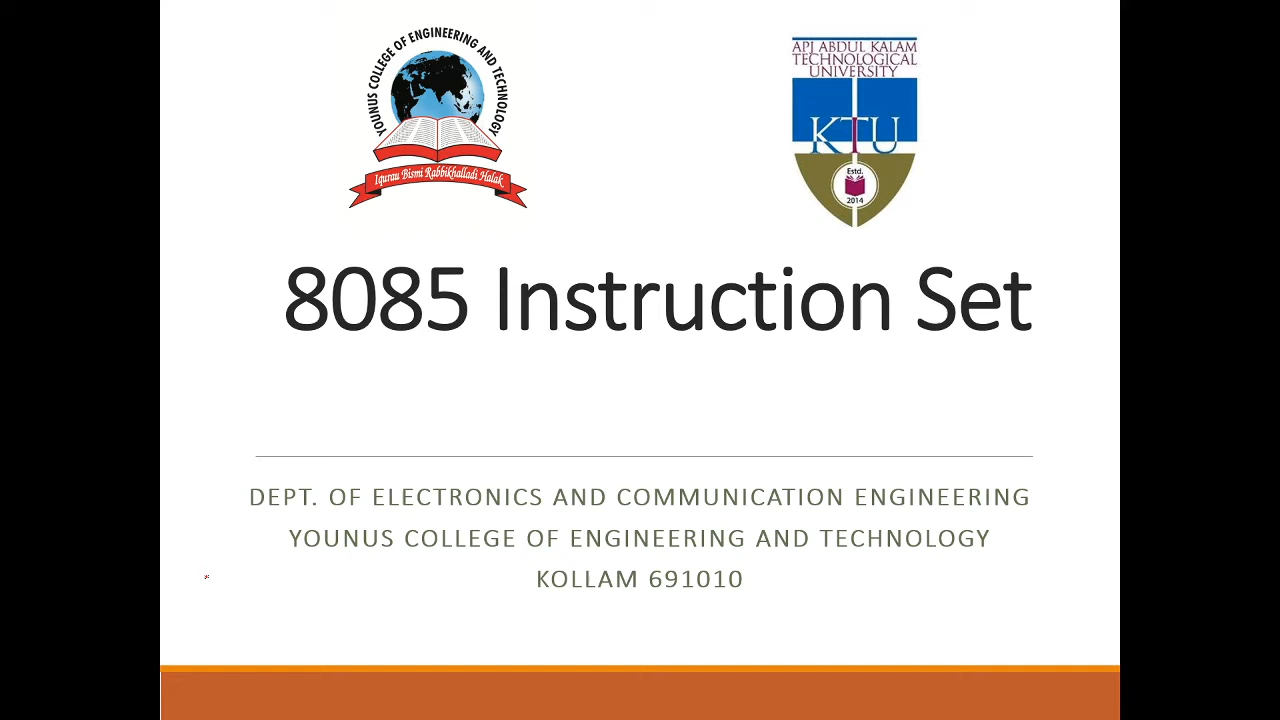 YOUNUS COLLEGE OF ENGINEERING AND TECHNOLOGY
Iqurau Bismi Rabbikhalladi Halak
APJ ABDUL KALAM
TECHNOLOGICAL
UNIVERSITY
KTU
Estd.
2014
8085 Instruction Set
DEPT. OF ELECTRONICS AND COMMUNICATION ENGINEERING
YOUNUS COLLEGE OF ENGINEERING AND TECHNOLOGY
KOLLAM 691010